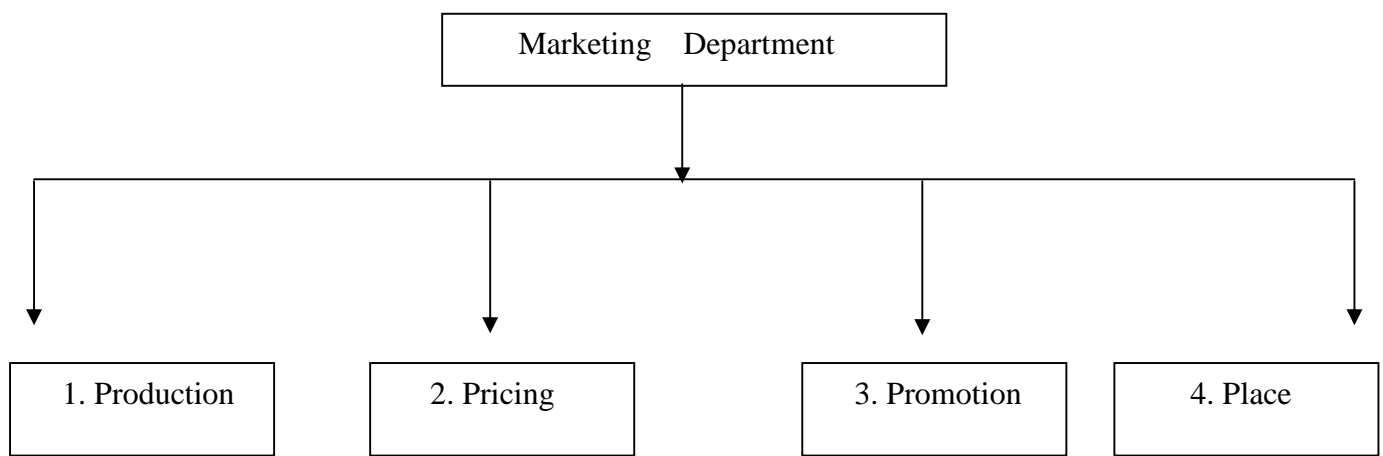 Marketing Department
1. Production
2. Pricing
3. Promotion
4. Place